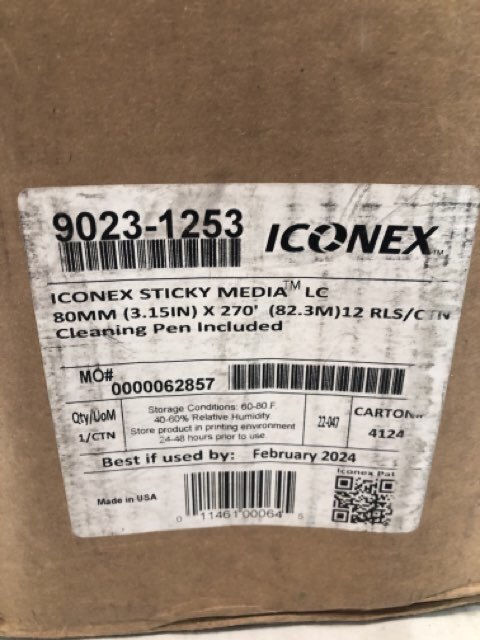 9023-1253
ICONEX™
ICONEX STICKY MEDIA™ LC
80MM (3.15IN) X 270' (82.3M)12 RLS/CTN
Cleaning Pen Included
MO# 0000062857
Qty/UoM
1/CTN
Storage Conditions: 60-80 F.
40-60% Relative Humidity
Store product in printing environment
24-48 hours prior to use
22-047
CARTON#
4124
Best if used by: February 2024
Made in USA
Iconex Pat
0 11461 00064 5